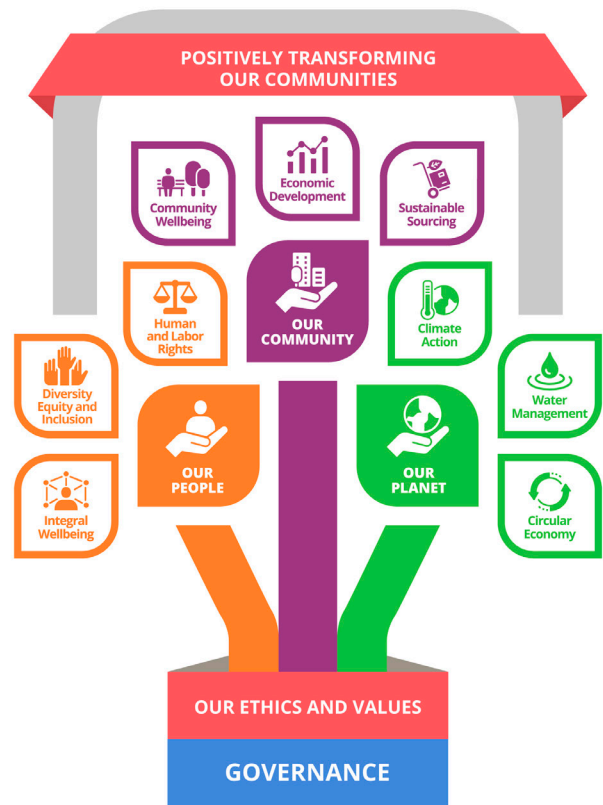 POSITIVELY TRANSFORMING
OUR COMMUNITIES
Community
Wellbeing
Economic
Development
Sustainable
Sourcing
Human
and Labor
Rights
OUR
COMMUNITY
Climate
Action
Diversity
Equity and
Inclusion
Water
Management
OUR
PEOPLE
OUR
PLANET
Integral
Wellbeing
Circular
Economy
OUR ETHICS AND VALUES
GOVERNANCE